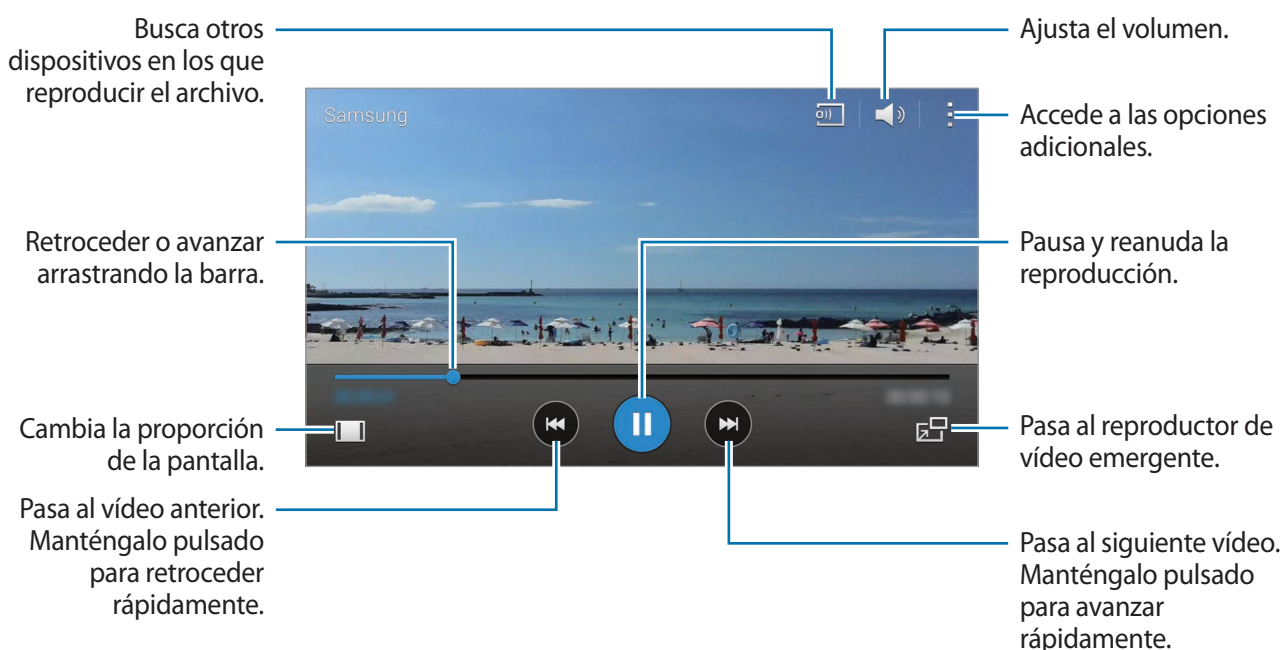 Busca otros
dispositivos en los que
reproducir el archivo.
Ajusta el volumen.
Samsung
Accede a las opciones
adicionales.
Retroceder o avanzar
arrastrando la barra.
Pausa y reanuda la
reproducción.
Cambia la proporción
de la pantalla.
Pasa al reproductor de
vídeo emergente.
Pasa al vídeo anterior.
Manténgalo pulsado
para retroceder
rápidamente.
Pasa al siguiente vídeo.
Manténgalo pulsado
para avanzar
rápidamente.